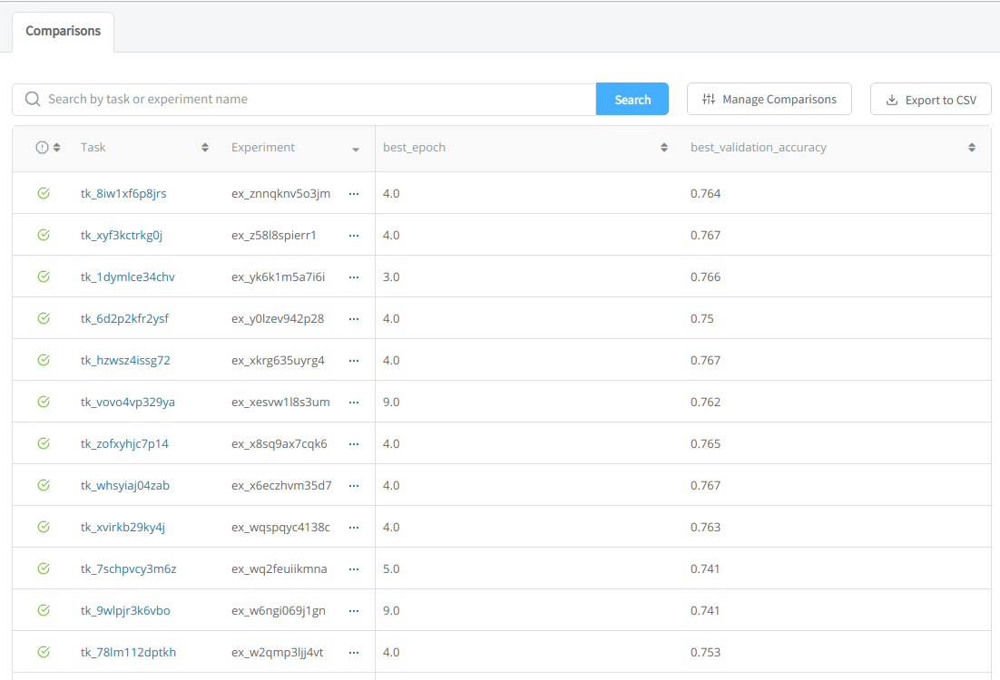 Comparisons
Search by task or experiment name Search Manage Comparisons Export to CSV
Task Experiment best_epoch best_validation_accuracy
tk_8iw1xf6p8jrs ex_znnqknv5o3jm ... 4.0 0.764
tk_xyf3kctrkg0j ex_z58l8spierr1 ... 4.0 0.767
tk_1dymlce34chv ex_yk6k1m5a7i6i ... 3.0 0.766
tk_6d2p2kfr2ysf ex_y0lzev942p28 ... 4.0 0.75
tk_hzwsz4issg72 ex_xkrg635uyrg4 ... 4.0 0.767
tk_vovo4vp329ya ex_xesvw1l8s3um ... 9.0 0.762
tk_zofxyhjc7p14 ex_x8sq9ax7cqk6 ... 4.0 0.765
tk_whsyiaj04zab ex_x6eczhvm35d7 ... 4.0 0.767
tk_xvirkb29ky4j ex_wqspqyc4138c ... 4.0 0.763
tk_7schpvcy3m6z ex_wq2feuiikmna ... 5.0 0.741
tk_9wlpjr3k6vbo ex_w6ngi069j1gn ... 9.0 0.741
tk_78lm112dptkh ex_w2qmp3ljj4vt ... 4.0 0.753